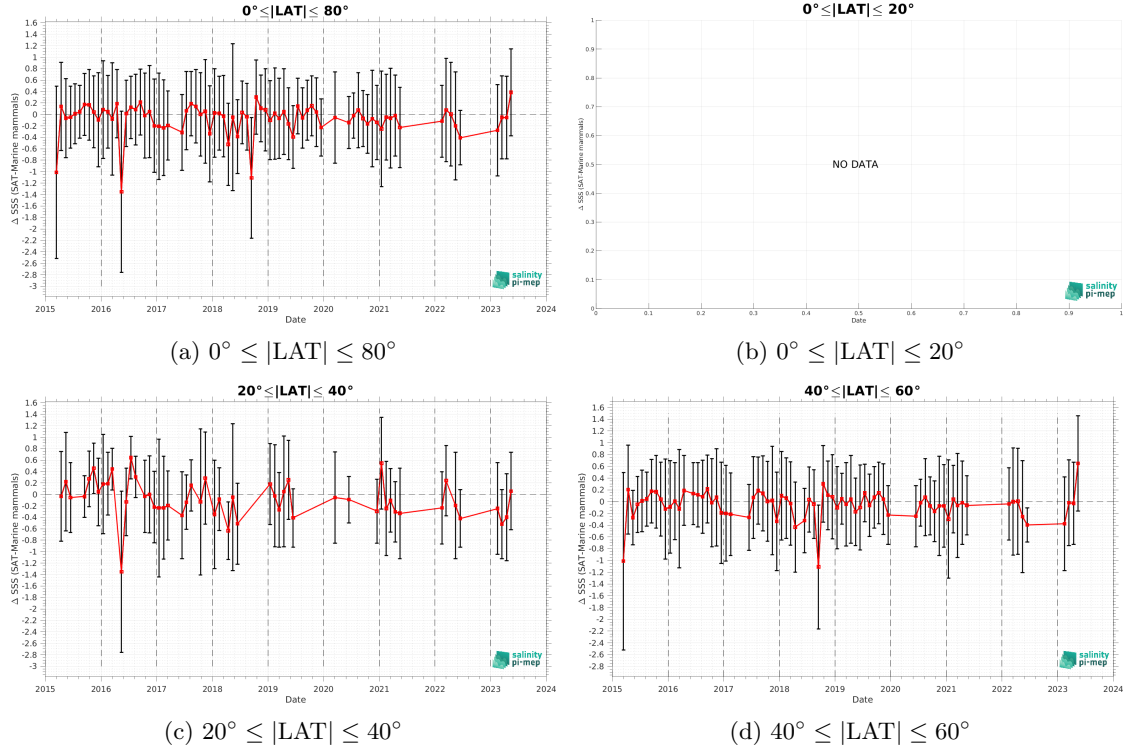 0°≤|LAT|≤ 80°
Δ SSS (SAT-Marine mammals)
1.6
1.4
1.2
1
0.8
0.6
0.4
0.2
0
-0.2
-0.4
-0.6
-0.8
-1
-1.2
-1.4
-1.6
-1.8
-2
-2.2
-2.4
-2.6
-2.8
-3
2015 2016 2017 2018 2019 2020 2021 2022 2023 2024
Date
salinity
pi-mep
(a) 0° ≤ |LAT| ≤ 80°
0°≤|LAT|≤ 20°
Δ SSS (SAT-Marine mammals)
1
0.9
0.8
0.7
0.6
0.5
0.4
0.3
0.2
0.1
0
NO DATA
0 0.1 0.2 0.3 0.4 0.5 0.6 0.7 0.8 0.9 1
Date
salinity
pi-mep
(b) 0° ≤ |LAT| ≤ 20°
20°≤|LAT|≤ 40°
Δ SSS (SAT-Marine mammals)
1.6
1.4
1.2
1
0.8
0.6
0.4
0.2
0
-0.2
-0.4
-0.6
-0.8
-1
-1.2
-1.4
-1.6
-1.8
-2
-2.2
-2.4
-2.6
-2.8
-3
2015 2016 2017 2018 2019 2020 2021 2022 2023 2024
Date
salinity
pi-mep
(c) 20° ≤ |LAT| ≤ 40°
40°≤|LAT|≤ 60°
Δ SSS (SAT-Marine mammals)
1.6
1.4
1.2
1
0.8
0.6
0.4
0.2
0
-0.2
-0.4
-0.6
-0.8
-1
-1.2
-1.4
-1.6
-1.8
-2
-2.2
-2.4
-2.6
-2.8
2015 2016 2017 2018 2019 2020 2021 2022 2023 2024
Date
salinity
pi-mep
(d) 40° ≤ |LAT| ≤ 60°